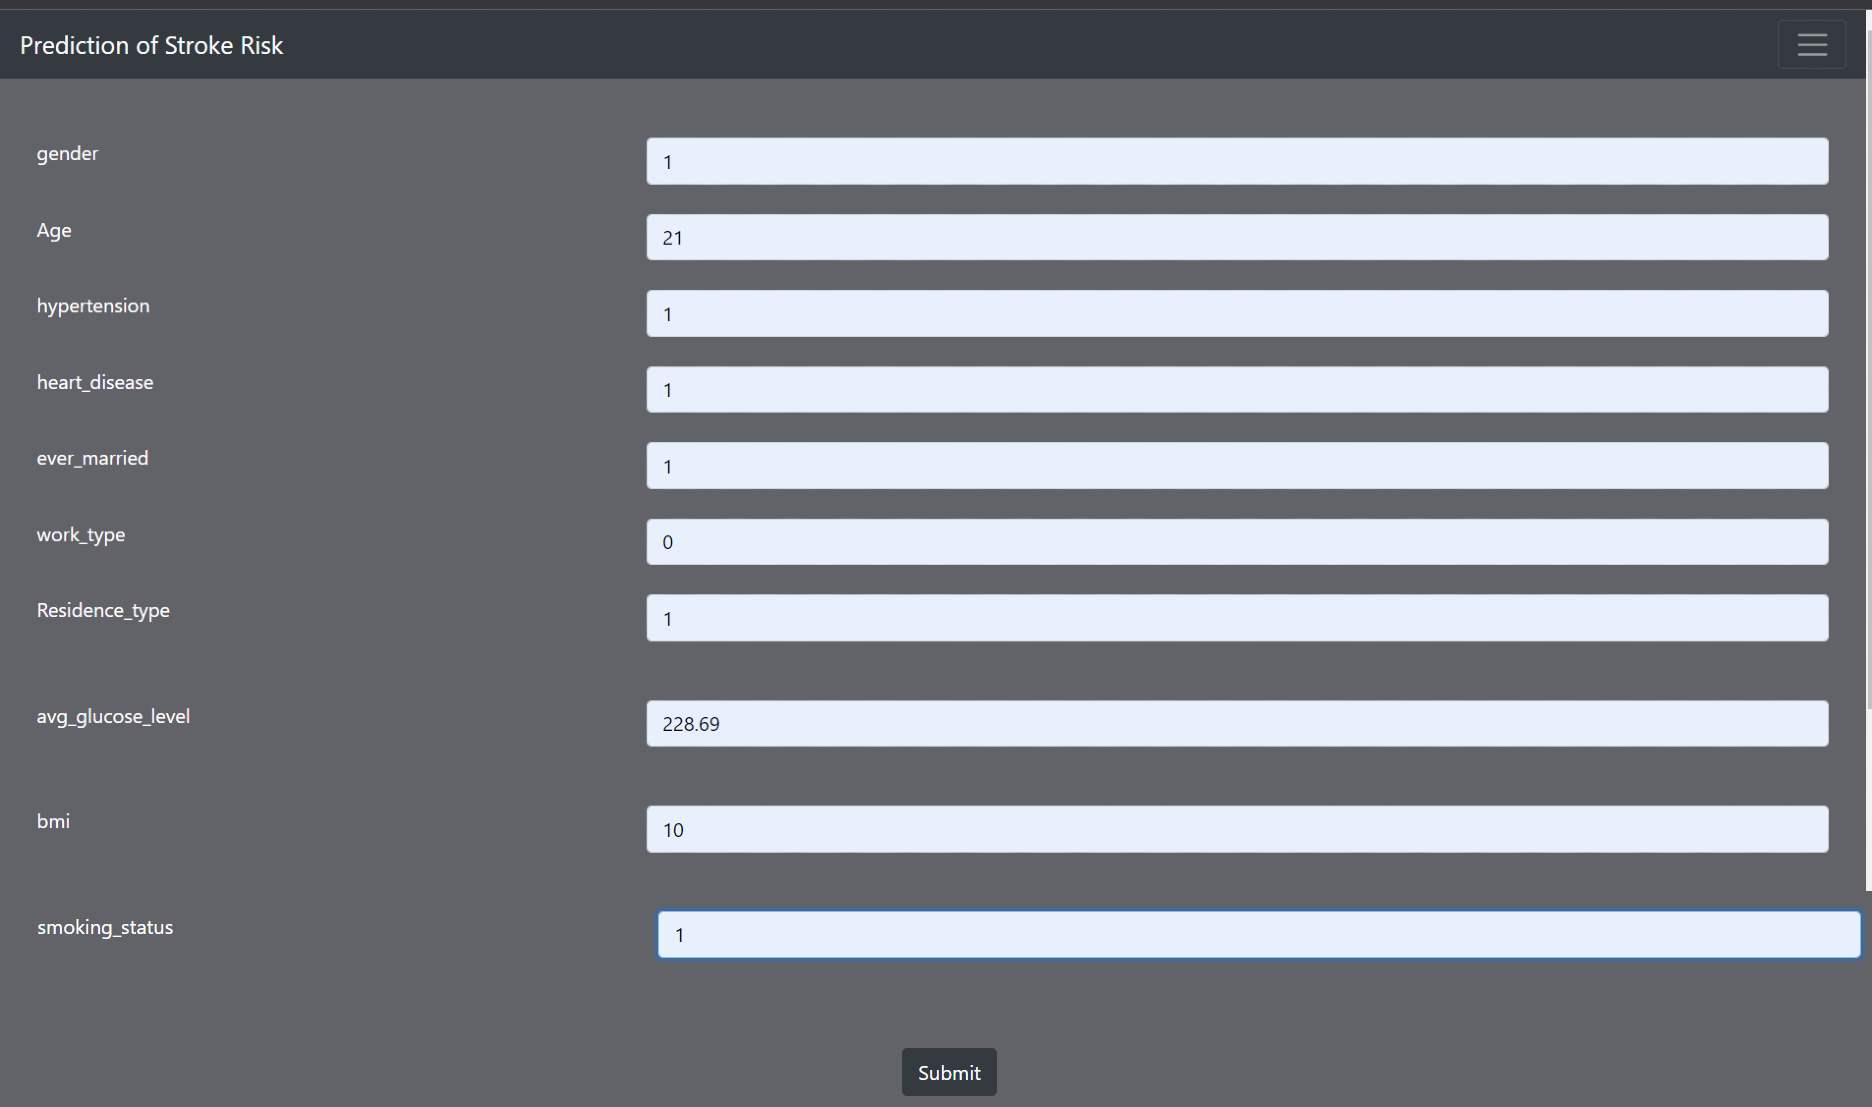 Prediction of Stroke Risk
gender
1
Age
21
hypertension
1
heart_disease
1
ever_married
1
work_type
0
Residence_type
1
avg_glucose_level
228.69
bmi
10
smoking_status
1
Submit